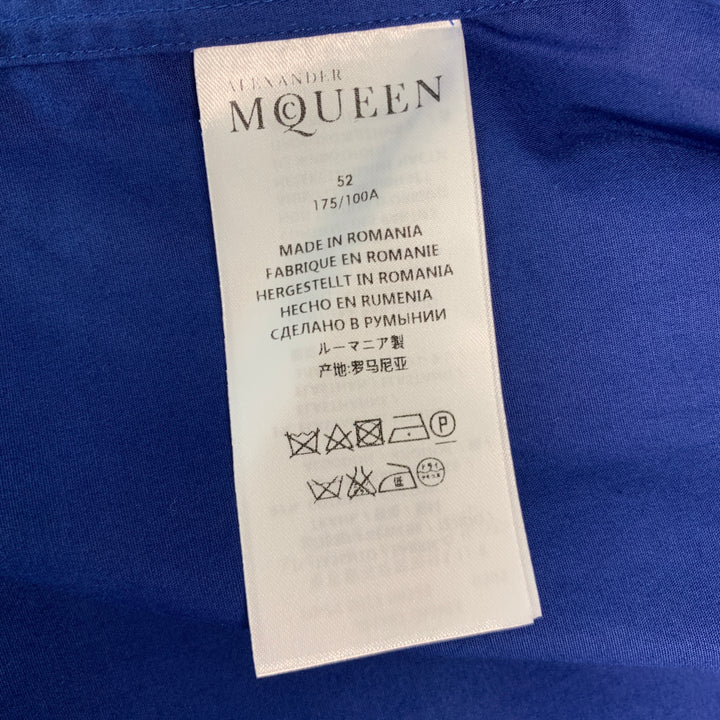 ALEXANDER
McQUEEN
52
175/100A
MADE IN ROMANIA
FABRIQUE EN ROMANIE
HERGESTELLT IN ROMANIA
HECHO EN RUMENIA
СДЕЛАНО В РУМЫНИИ
ルーマニア製
产地:罗马尼亚
P